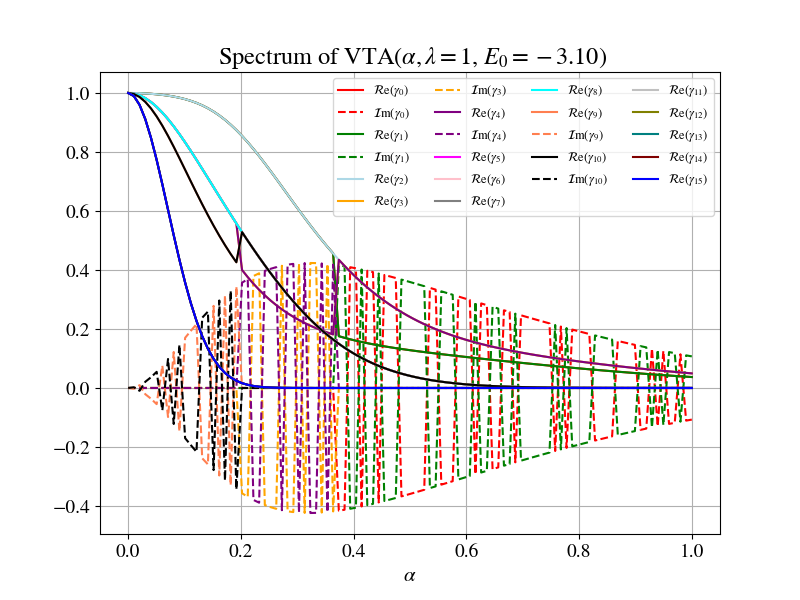 Spectrum of VTA(α, λ = 1, E₀ = −3.10)
1.0
0.8
0.6
0.4
0.2
0.0
−0.2
−0.4
0.0 0.2 0.4 0.6 0.8 1.0
α
ℛe(γ₀)
ℐm(γ₀)
ℛe(γ₁)
ℐm(γ₁)
ℛe(γ₂)
ℛe(γ₃)
ℐm(γ₃)
ℛe(γ₄)
ℐm(γ₄)
ℛe(γ₅)
ℛe(γ₆)
ℛe(γ₇)
ℛe(γ₈)
ℛe(γ₉)
ℐm(γ₉)
ℛe(γ₁₀)
ℐm(γ₁₀)
ℛe(γ₁₁)
ℛe(γ₁₂)
ℛe(γ₁₃)
ℛe(γ₁₄)
ℛe(γ₁₅)